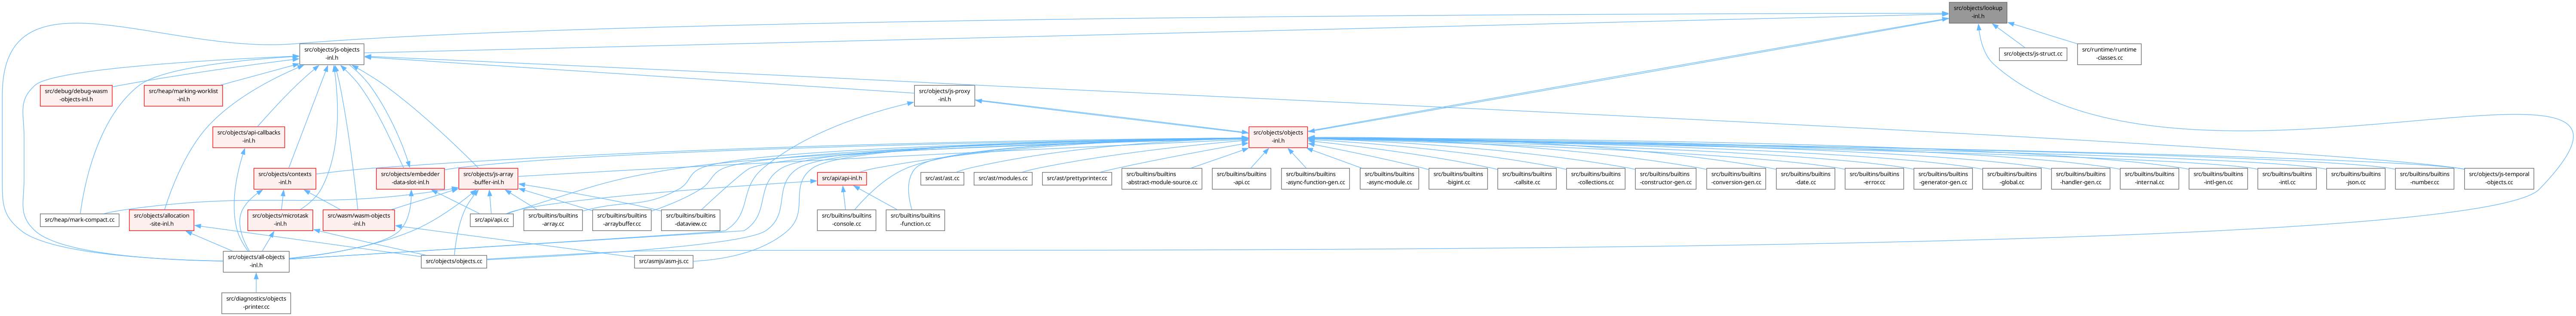 src/objects/lookup
-inl.h
src/objects/js-objects
-inl.h
src/objects/js-struct.cc
src/runtime/runtime
-classes.cc
src/debug/debug-wasm
-objects-inl.h
src/heap/marking-worklist
-inl.h
src/objects/js-proxy
-inl.h
src/objects/api-callbacks
-inl.h
src/objects/objects
-inl.h
src/objects/contexts
-inl.h
src/objects/embedder
-data-slot-inl.h
src/objects/js-array
buffer-inl.h
src/api/api-inl.h
src/ast/ast.cc
src/ast/modules.cc
src/ast/prettyprinter.cc
src/builtins/builtins
-abstract-module-source.cc
src/builtins/builtins
-api.cc
src/builtins/builtins
-async-function-gen.cc
src/builtins/builtins
-async-module.cc
src/builtins/builtins
-bigint.cc
src/builtins/builtins
-callsite.cc
src/builtins/builtins
-collections.cc
src/builtins/builtins
-constructor-gen.cc
src/builtins/builtins
-conversion-gen.cc
src/builtins/builtins
-date.cc
src/builtins/builtins
-error.cc
src/builtins/builtins
-generator-gen.cc
src/builtins/builtins
-global.cc
src/builtins/builtins
-handler-gen.cc
src/builtins/builtins
-internal.cc
src/builtins/builtins
-intl-gen.cc
src/builtins/builtins
-intl.cc
src/builtins/builtins
-json.cc
src/builtins/builtins
-number.cc
src/objects/js-temporal
-objects.cc
src/heap/mark-compact.cc
src/objects/allocation
-site-inl.h
src/objects/microtask
-inl.h
src/wasm/wasm-objects
-inl.h
src/api/api.cc
src/builtins/builtins
-array.cc
src/builtins/builtins
-arraybuffer.cc
src/builtins/builtins
-dataview.cc
src/builtins/builtins
-console.cc
src/builtins/builtins
-function.cc
src/objects/all-objects
-inl.h
src/objects/objects.cc
src/asmjs/asm-js.cc
src/diagnostics/objects
-printer.cc